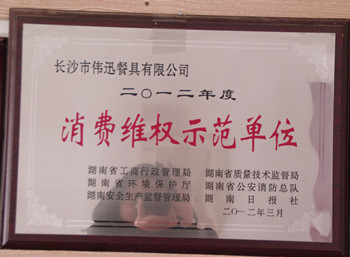 长沙市伟迅餐具有限公司
二〇一二年度
消费维权示范单位
湖南省工商行政管理局 湖南省质量技术监督局
湖南省环境保护厅 湖南省公安消防总队
湖南安全生产监督管理局 湖南日报社
二〇一二年三月